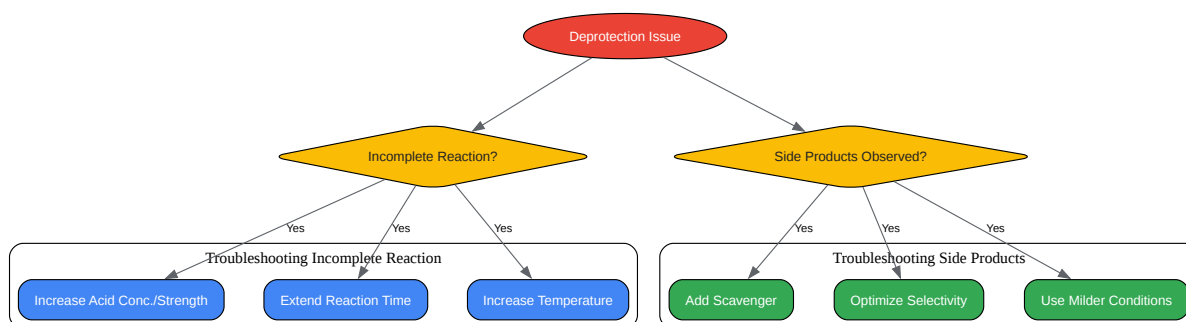 Deprotection Issue
Incomplete Reaction?
Side Products Observed?
Yes
Yes
Yes
Yes
Yes
Yes
Troubleshooting Incomplete Reaction
Troubleshooting Side Products
Increase Acid Conc./Strength
Extend Reaction Time
Increase Temperature
Add Scavenger
Optimize Selectivity
Use Milder Conditions